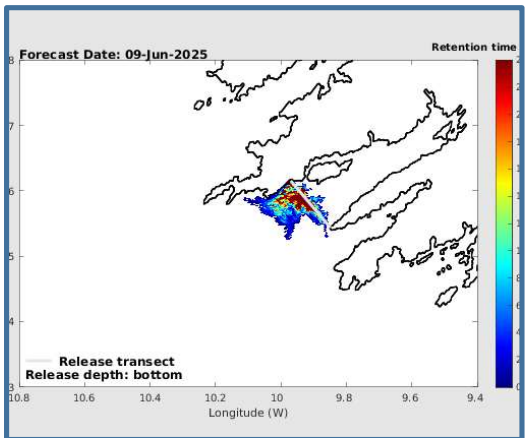 Forecast Date: 09-Jun-2025
Retention time
8
7
6
5
4
3
10.8
10.6
10.4
10.2
10
9.8
9.6
9.4
Longitude (W)
Release transect
Release depth: bottom